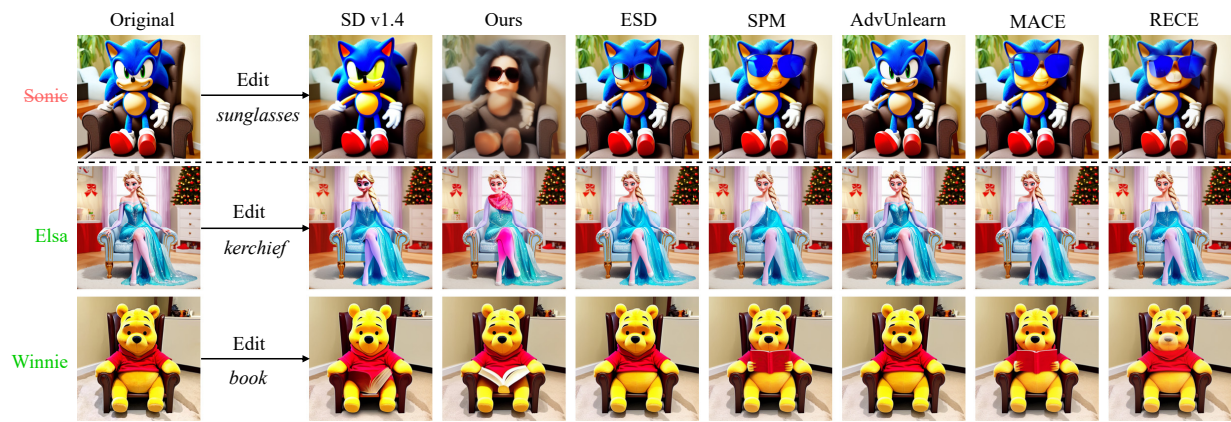 Original SD v1.4 Ours ESD SPM AdvUnlearn MACE RECE
Sonic Edit
sunglasses
Elsa Edit
kerchief
Winnie Edit
book